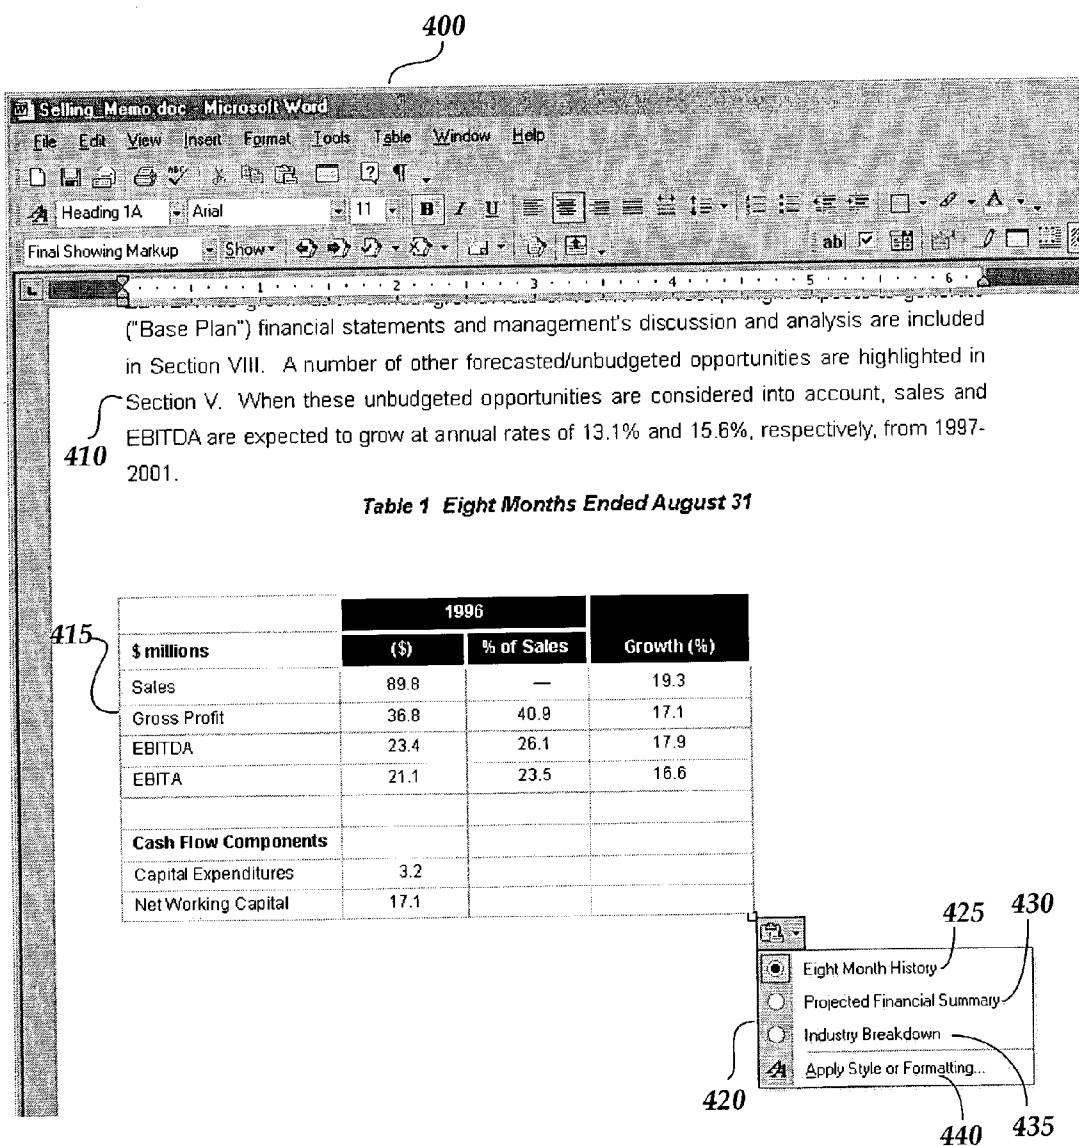 400
Selling_Memo.doc - Microsoft Word
File Edit View Insert Format Tools Table Window Help
Heading 1A Arial 11 B I U A
Final Showing Markup Show ab
L 1 2 3 4 5 6
("Base Plan") financial statements and management's discussion and analysis are included
in Section VIII. A number of other forecasted/unbudgeted opportunities are highlighted in
Section V. When these unbudgeted opportunities are considered into account, sales and
410
EBITDA are expected to grow at annual rates of 13.1% and 15.6%, respectively, from 1997-
2001.
Table 1 Eight Months Ended August 31
1996
415
$ millions ($) % of Sales Growth (%)
Sales 89.8 — 19.3
Gross Profit 36.8 40.9 17.1
EBITDA 23.4 26.1 17.9
EBITA 21.1 23.5 16.6
Cash Flow Components
Capital Expenditures 3.2
Net Working Capital 17.1
425 430
Eight Month History
Projected Financial Summary
Industry Breakdown
Apply Style or Formatting...
420
440 435